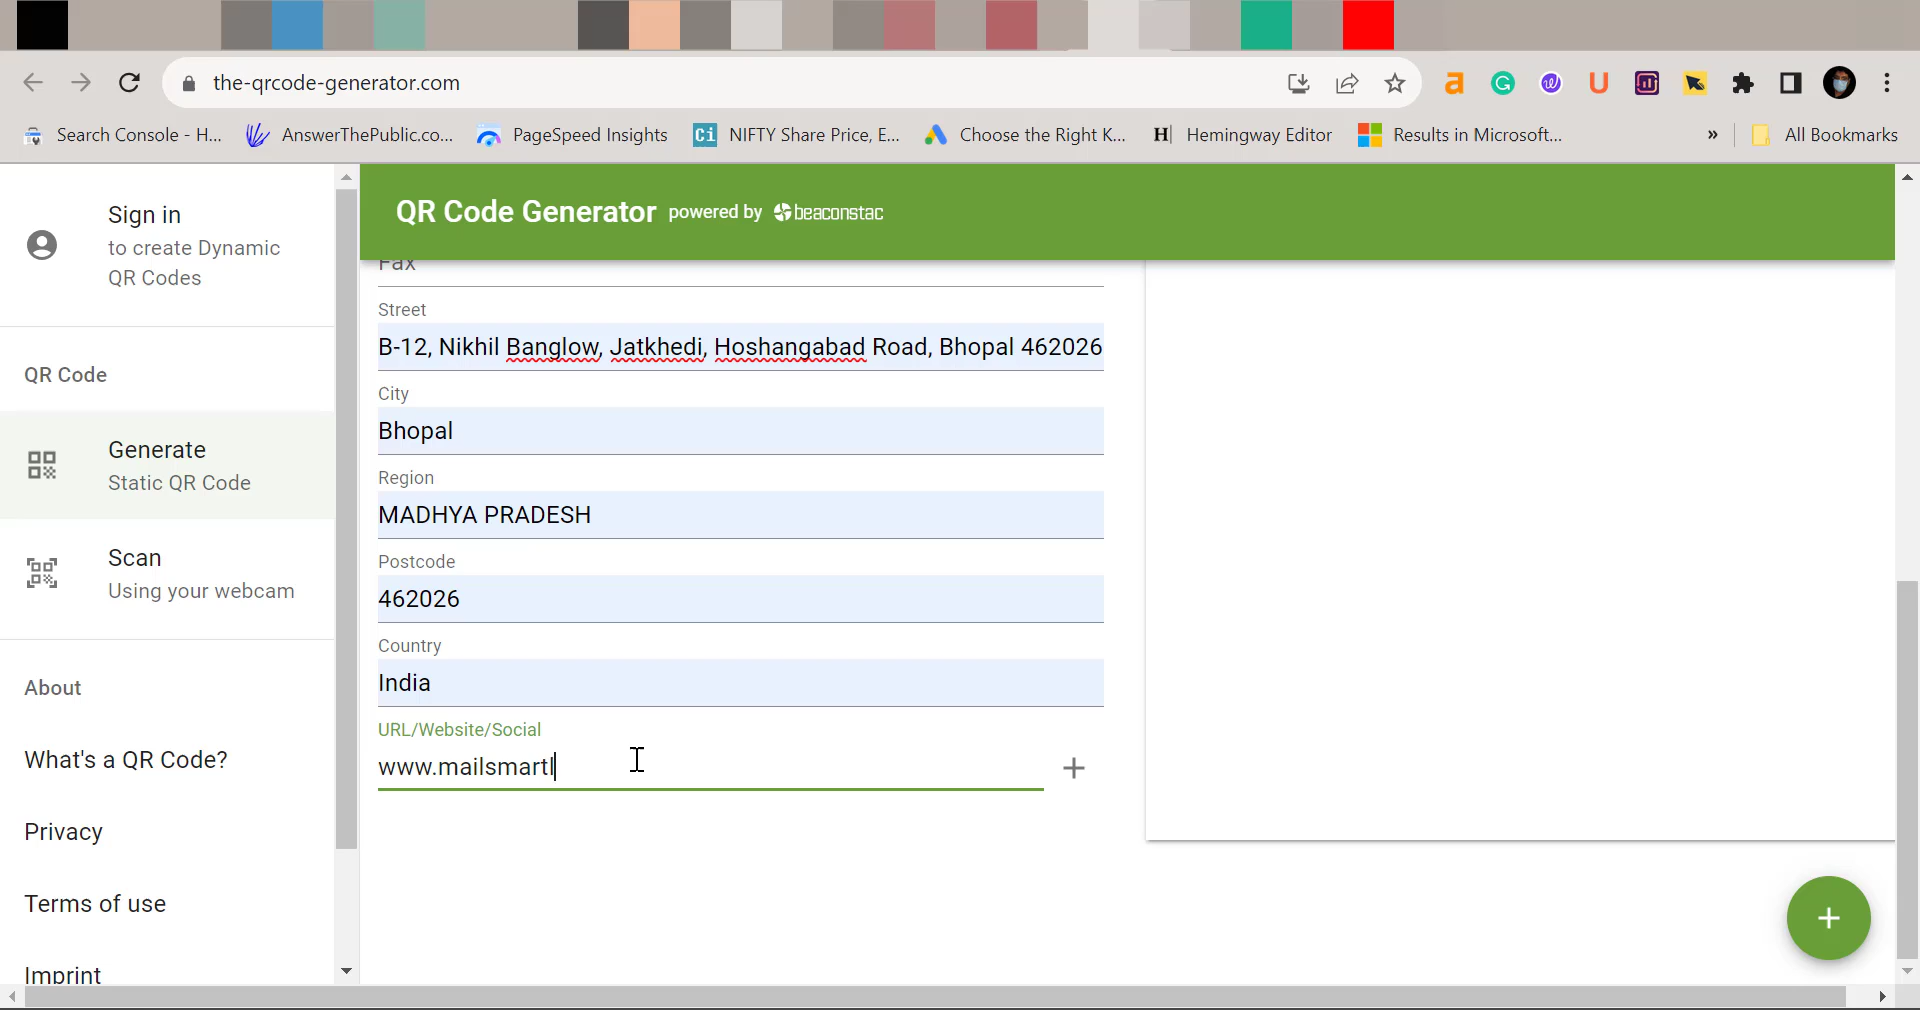 the-qrcode-generator.com
Search Console - H...
AnswerThePublic.co...
PageSpeed Insights
Ci
NIFTY Share Price, E...
Choose the Right K...
H
Hemingway Editor
Results in Microsoft...
»
All Bookmarks
Sign in
to create Dynamic
QR Codes
QR Code
Generate
Static QR Code
Scan
Using your webcam
About
What's a QR Code?
Privacy
Terms of use
Imprint
QR Code Generator powered by beaconstac
Fax
Street
B-12, Nikhil Banglow, Jatkhedi, Hoshangabad Road, Bhopal 462026
City
Bhopal
Region
MADHYA PRADESH
Postcode
462026
Country
India
URL/Website/Social
www.mailsmartl